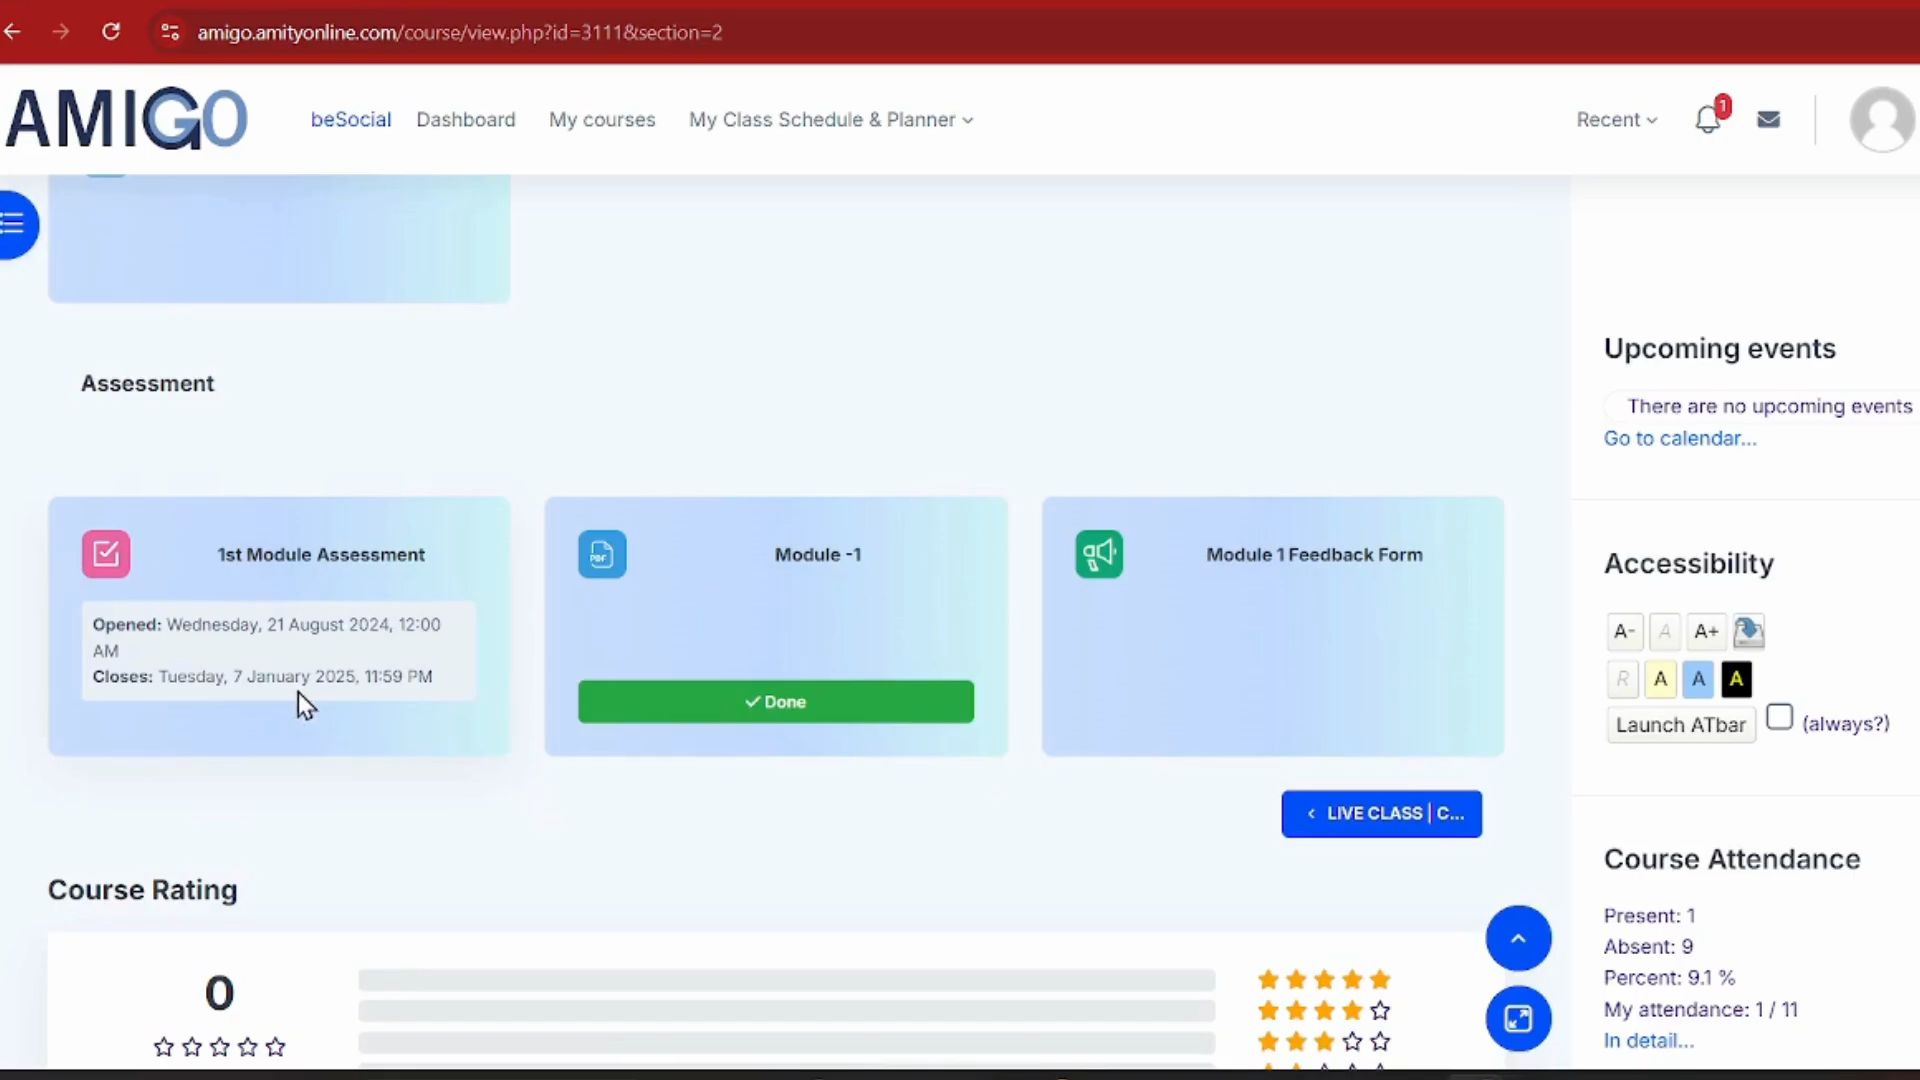 amigo.amityonline.com/course/view.php?id=3111&section=2
AMIGO
beSocial
Dashboard
My courses
My Class Schedule & Planner
Recent
1
Assessment
1st Module Assessment
Opened: Wednesday, 21 August 2024, 12:00
AM
Closes: Tuesday, 7 January 2025, 11:59 PM
PDF
Module -1
Done
Module 1 Feedback Form
LIVE CLASS | C...
Course Rating
0
Upcoming events
There are no upcoming events
Go to calendar...
Accessibility
A- A A+
R A A A
Launch ATbar (always?)
Course Attendance
Present: 1
Absent: 9
Percent: 9.1 %
My attendance: 1 / 11
In detail...